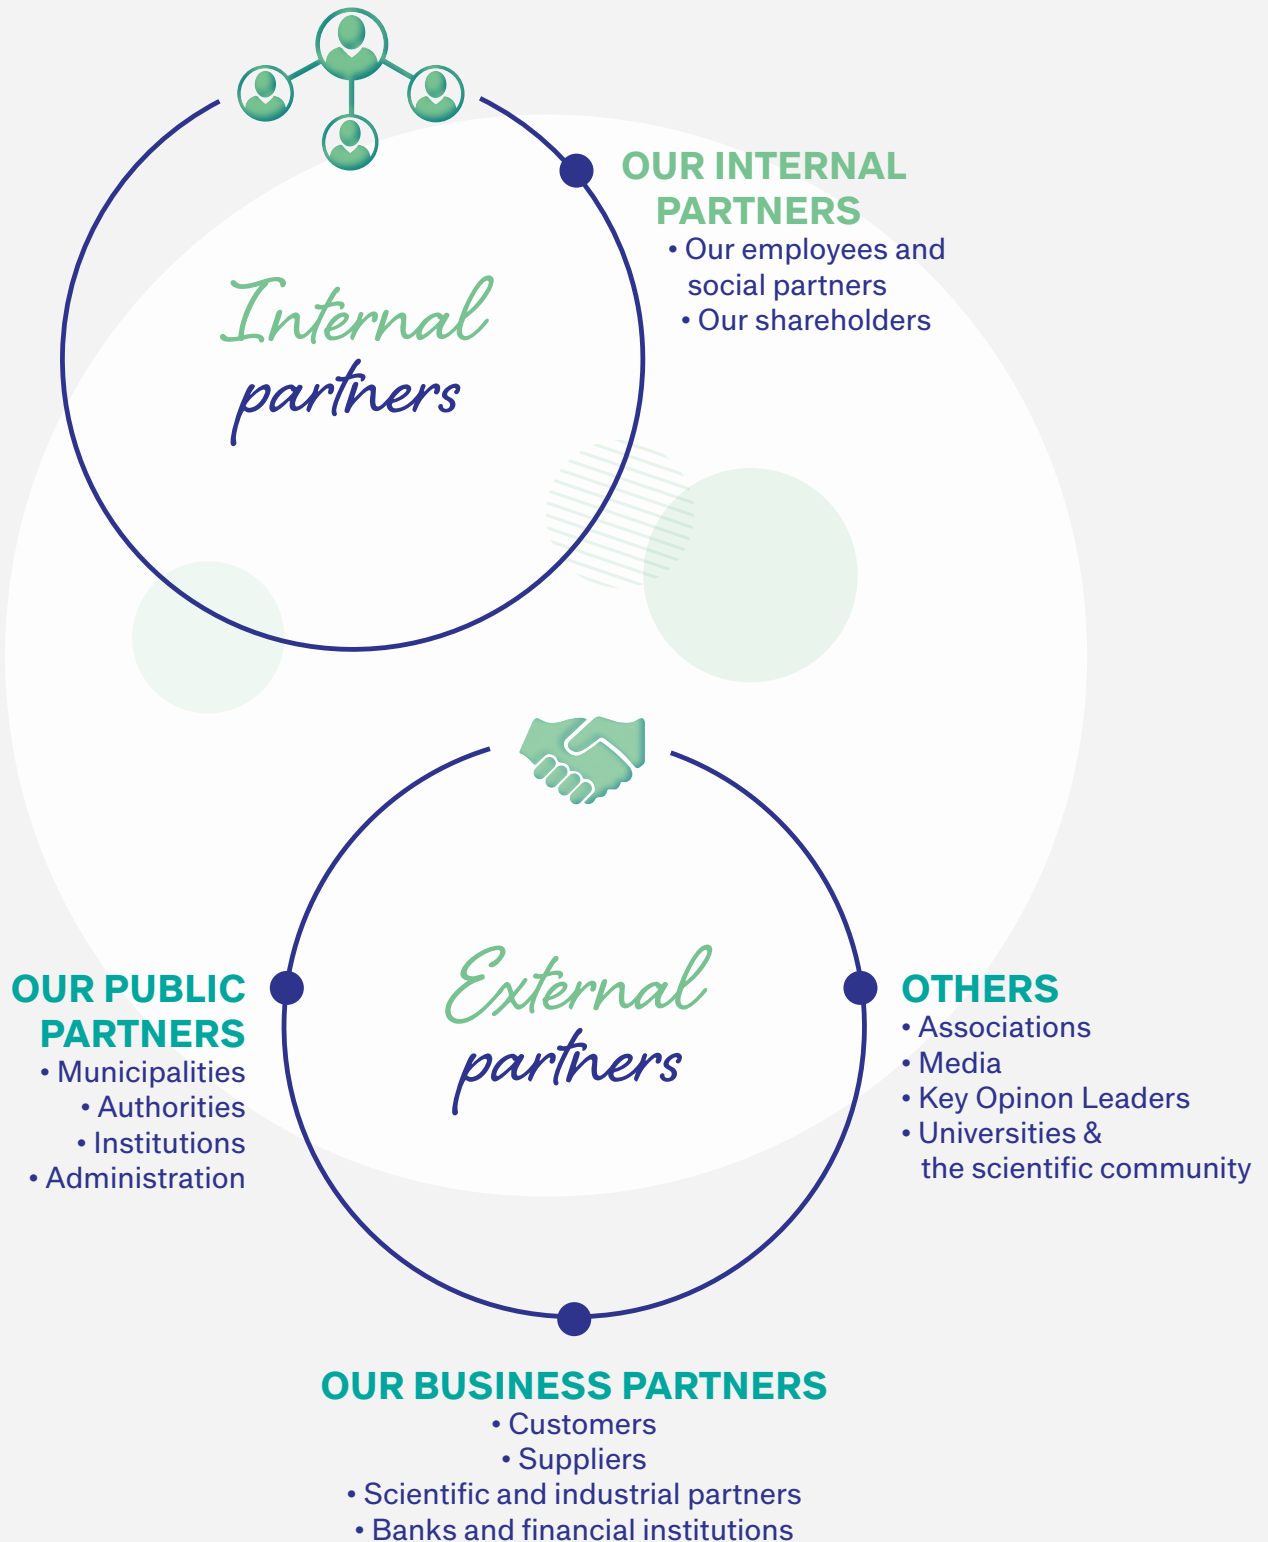 OUR INTERNAL
PARTNERS
• Our employees and
social partners
• Our shareholders
Internal
partners
External
partners
OUR PUBLIC
PARTNERS
• Municipalities
• Authorities
• Institutions
• Administration
OTHERS
• Associations
• Media
• Key Opinon Leaders
• Universities &
the scientific community
OUR BUSINESS PARTNERS
• Customers
• Suppliers
• Scientific and industrial partners
• Banks and financial institutions